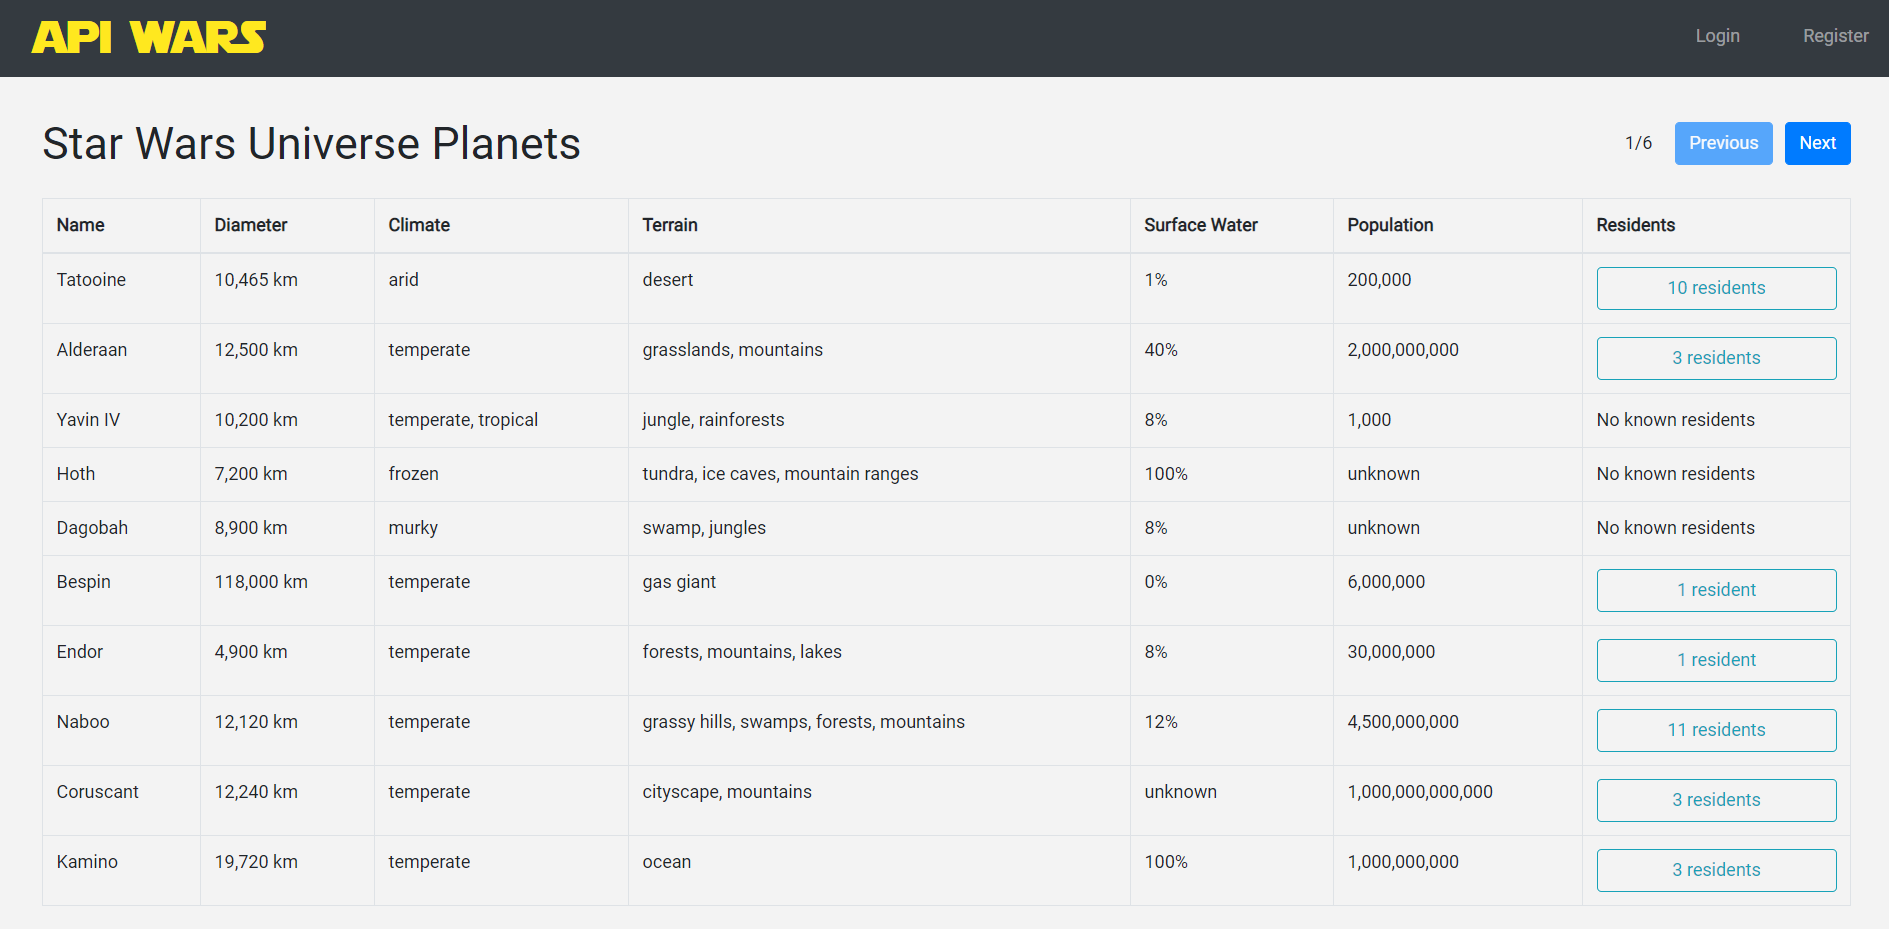 API WARS Login Register
Star Wars Universe Planets 1/6 Previous Next
Name Diameter Climate Terrain Surface Water Population Residents
Tatooine 10,465 km arid desert 1% 200,000 10 residents
Alderaan 12,500 km temperate grasslands, mountains 40% 2,000,000,000 3 residents
Yavin IV 10,200 km temperate, tropical jungle, rainforests 8% 1,000 No known residents
Hoth 7,200 km frozen tundra, ice caves, mountain ranges 100% unknown No known residents
Dagobah 8,900 km murky swamp, jungles 8% unknown No known residents
Bespin 118,000 km temperate gas giant 0% 6,000,000 1 resident
Endor 4,900 km temperate forests, mountains, lakes 8% 30,000,000 1 resident
Naboo 12,120 km temperate grassy hills, swamps, forests, mountains 12% 4,500,000,000 11 residents
Coruscant 12,240 km temperate cityscape, mountains unknown 1,000,000,000,000 3 residents
Kamino 19,720 km temperate ocean 100% 1,000,000,000 3 residents